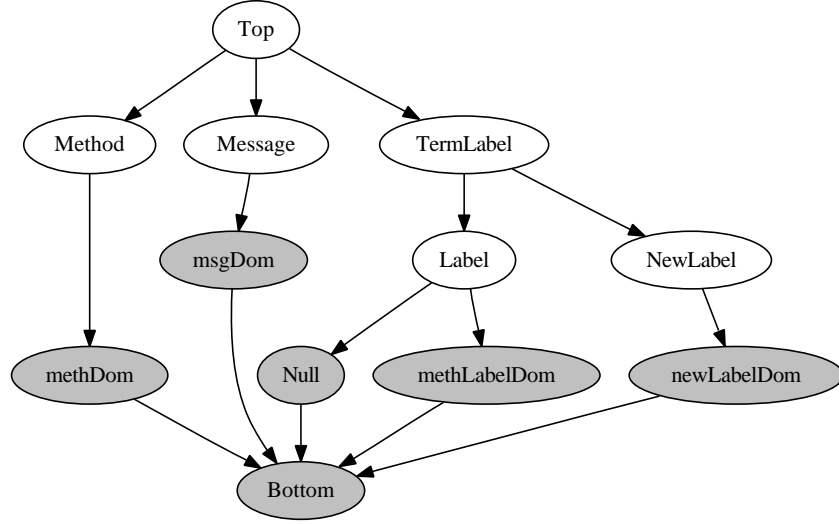 Top
Method
Message
TermLabel
msgDom
Label
NewLabel
methDom
Null
methLabelDom
newLabelDom
Bottom